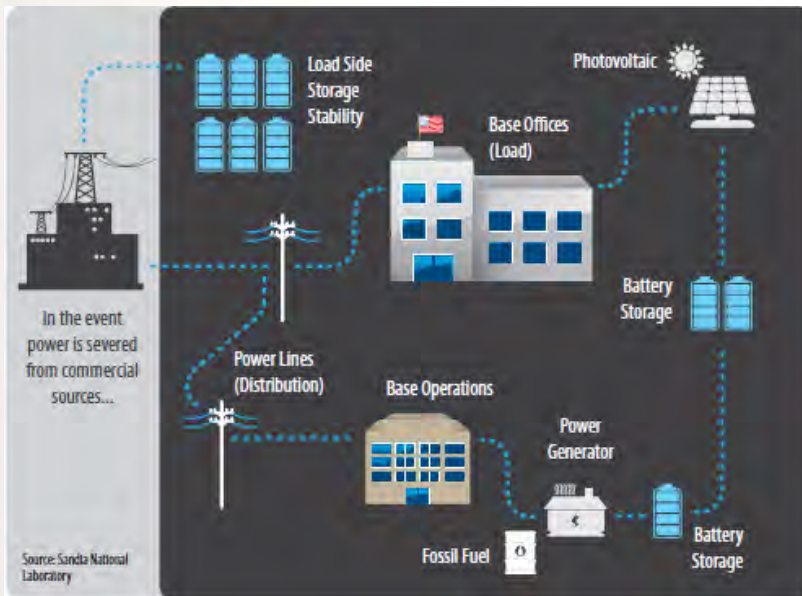 Load Side
Storage
Stability
Photovoltaic
Base Offices
(Load)
Battery
Storage
In the event
power is severed
from commercial
sources...
Power Lines
(Distribution)
Base Operations
Power
Generator
Fossil Fuel
Battery
Storage
Source: Sandia National
Laboratory